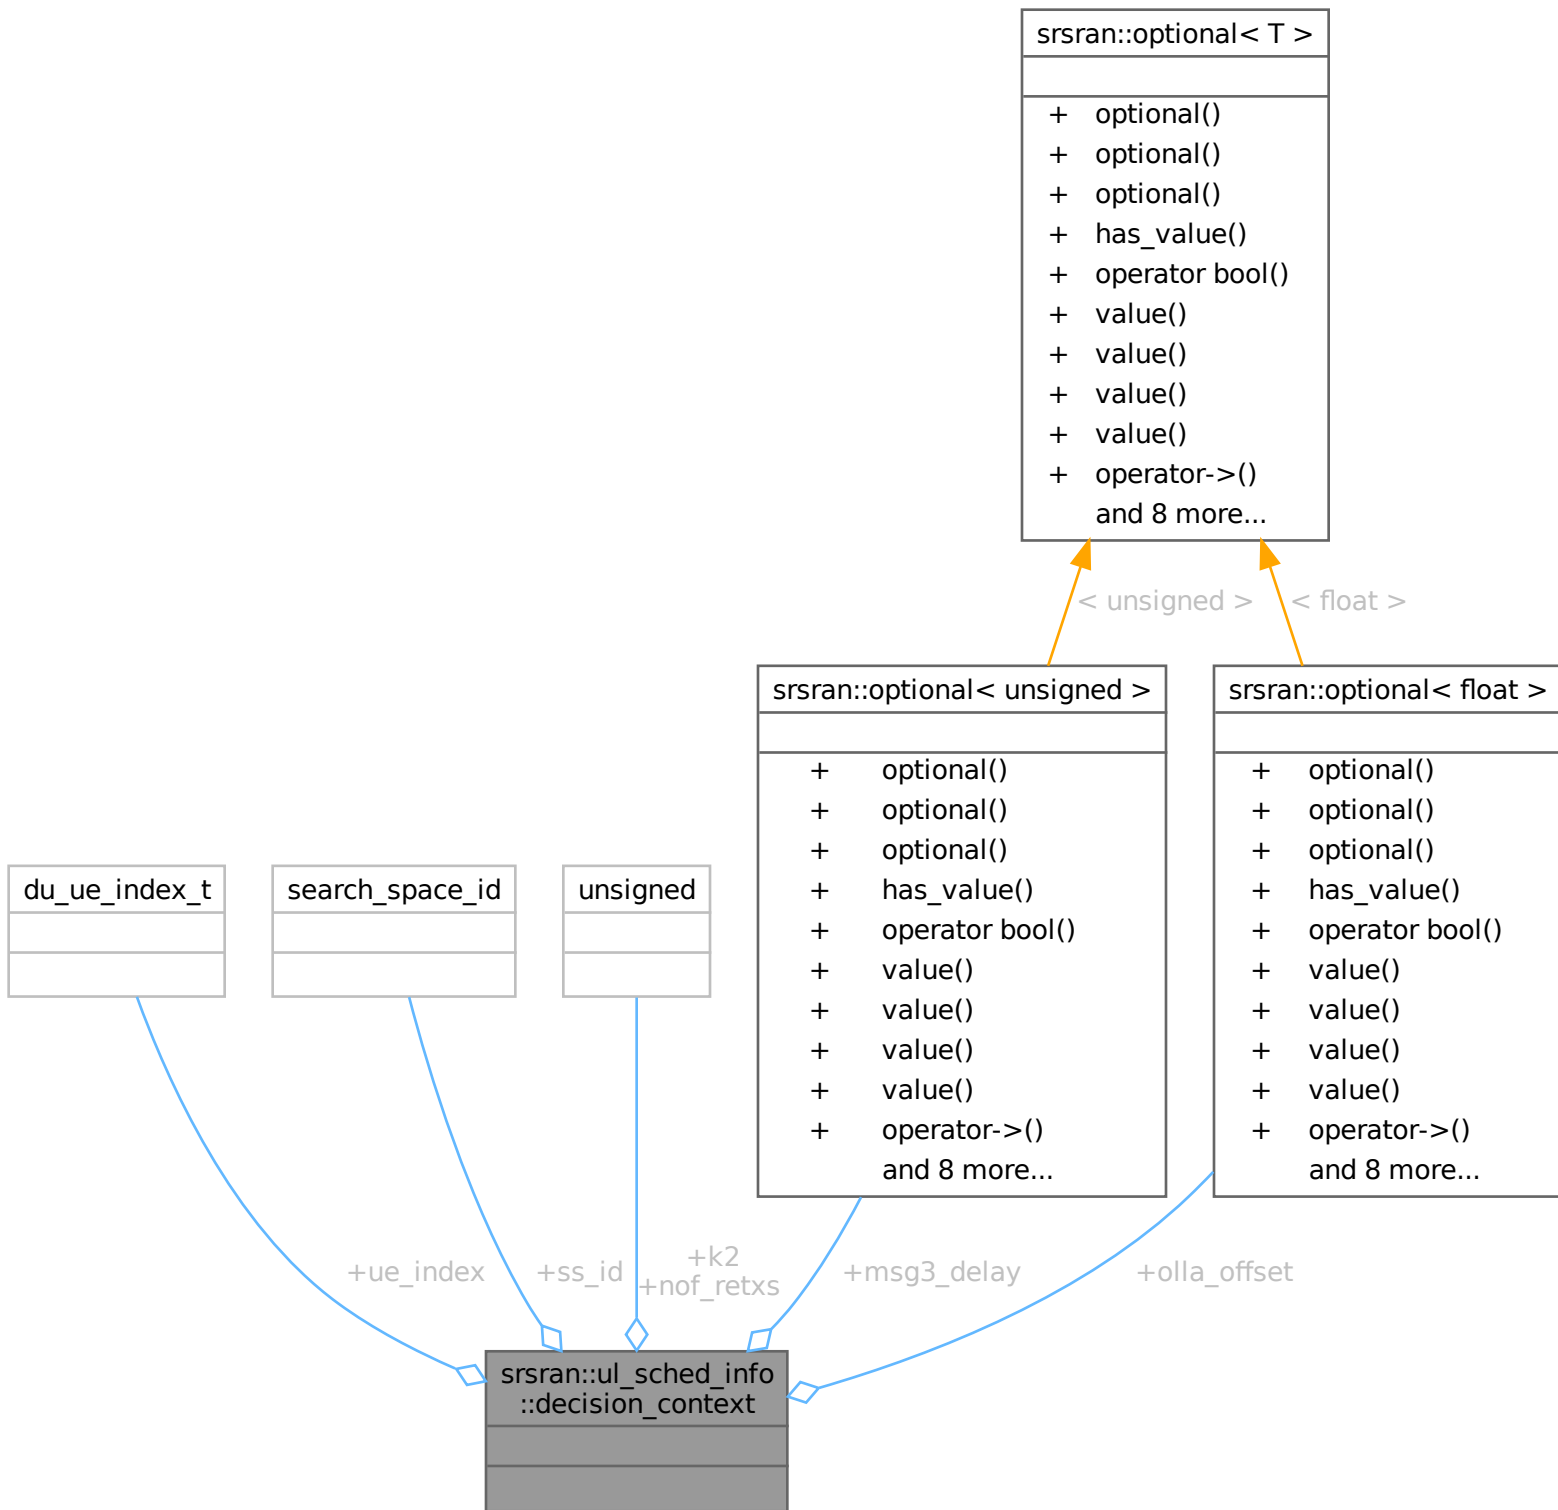 srsran::optional< T >
+ optional()
+ optional()
+ optional()
+ has_value()
+ operator bool()
+ value()
+ value()
+ value()
+ value()
+ operator->()
and 8 more...
< unsigned >
< float >
srsran::optional< unsigned >
+ optional()
+ optional()
+ optional()
+ has_value()
+ operator bool()
+ value()
+ value()
+ value()
+ value()
+ operator->()
and 8 more...
srsran::optional< float >
+ optional()
+ optional()
+ optional()
+ has_value()
+ operator bool()
+ value()
+ value()
+ value()
+ value()
+ operator->()
and 8 more...
du_ue_index_t
search_space_id
unsigned
+ue_index
+ss_id
+k2
+nof_retxs
+msg3_delay
+olla_offset
srsran::ul_sched_info
::decision_context